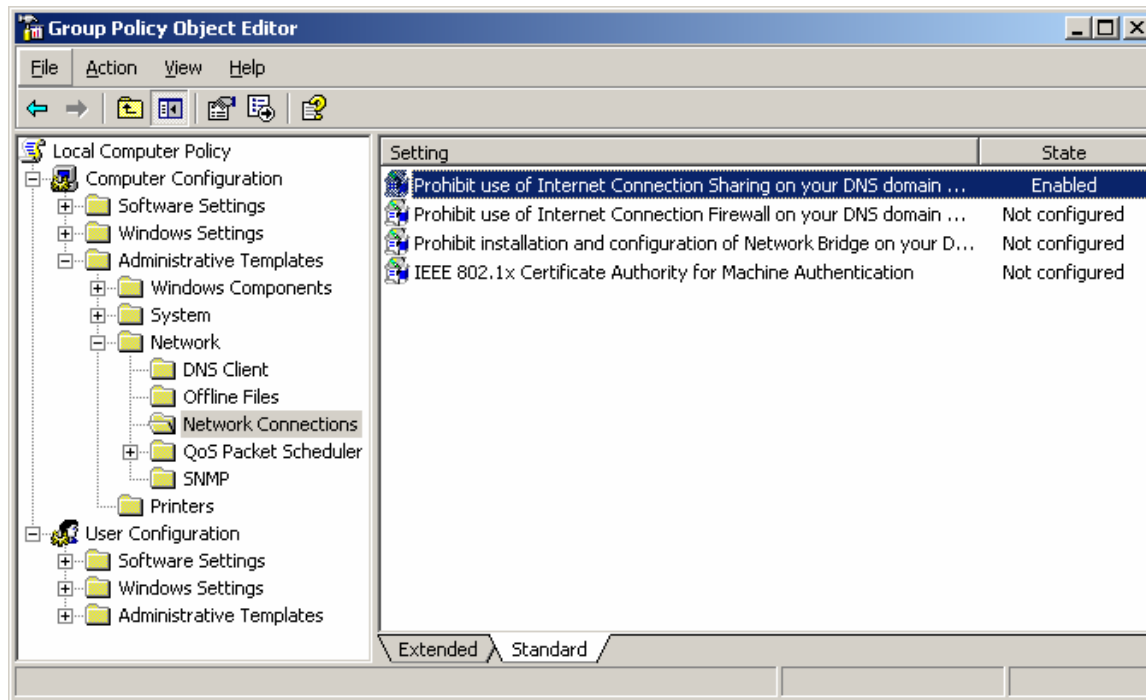 Group Policy Object Editor
File Action View Help
Local Computer Policy
Computer Configuration
Software Settings
Windows Settings
Administrative Templates
Windows Components
System
Network
DNS Client
Offline Files
Network Connections
QoS Packet Scheduler
SNMP
Printers
User Configuration
Software Settings
Windows Settings
Administrative Templates
Setting State
Prohibit use of Internet Connection Sharing on your DNS domain ... Enabled
Prohibit use of Internet Connection Firewall on your DNS domain ... Not configured
Prohibit installation and configuration of Network Bridge on your D... Not configured
IEEE 802.1x Certificate Authority for Machine Authentication Not configured
Extended Standard